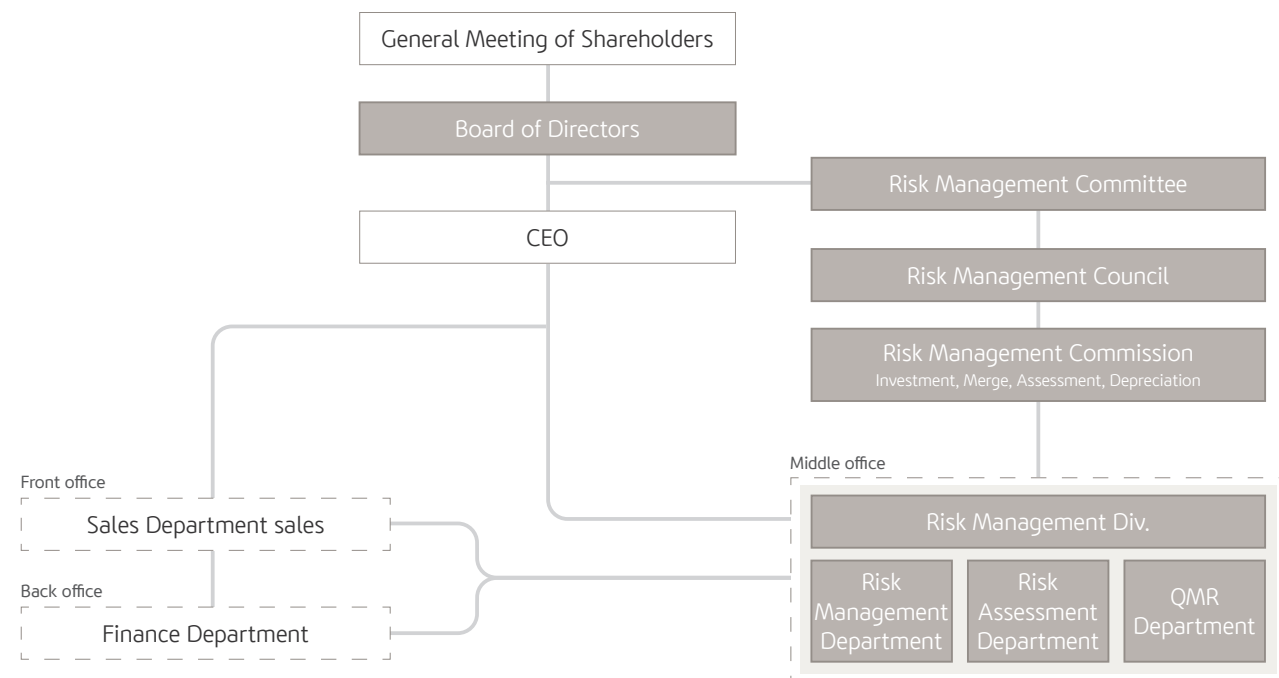 General Meeting of Shareholders
Board of Directors
Risk Management Committee
CEO
Risk Management Council
Risk Management Commission
Investment, Merge, Assessment, Depreciation
Middle office
Front office
Sales Department sales
Risk Management Div.
Back office
Finance Department
Risk
Management
Department
Risk
Assessment
Department
QMR
Department